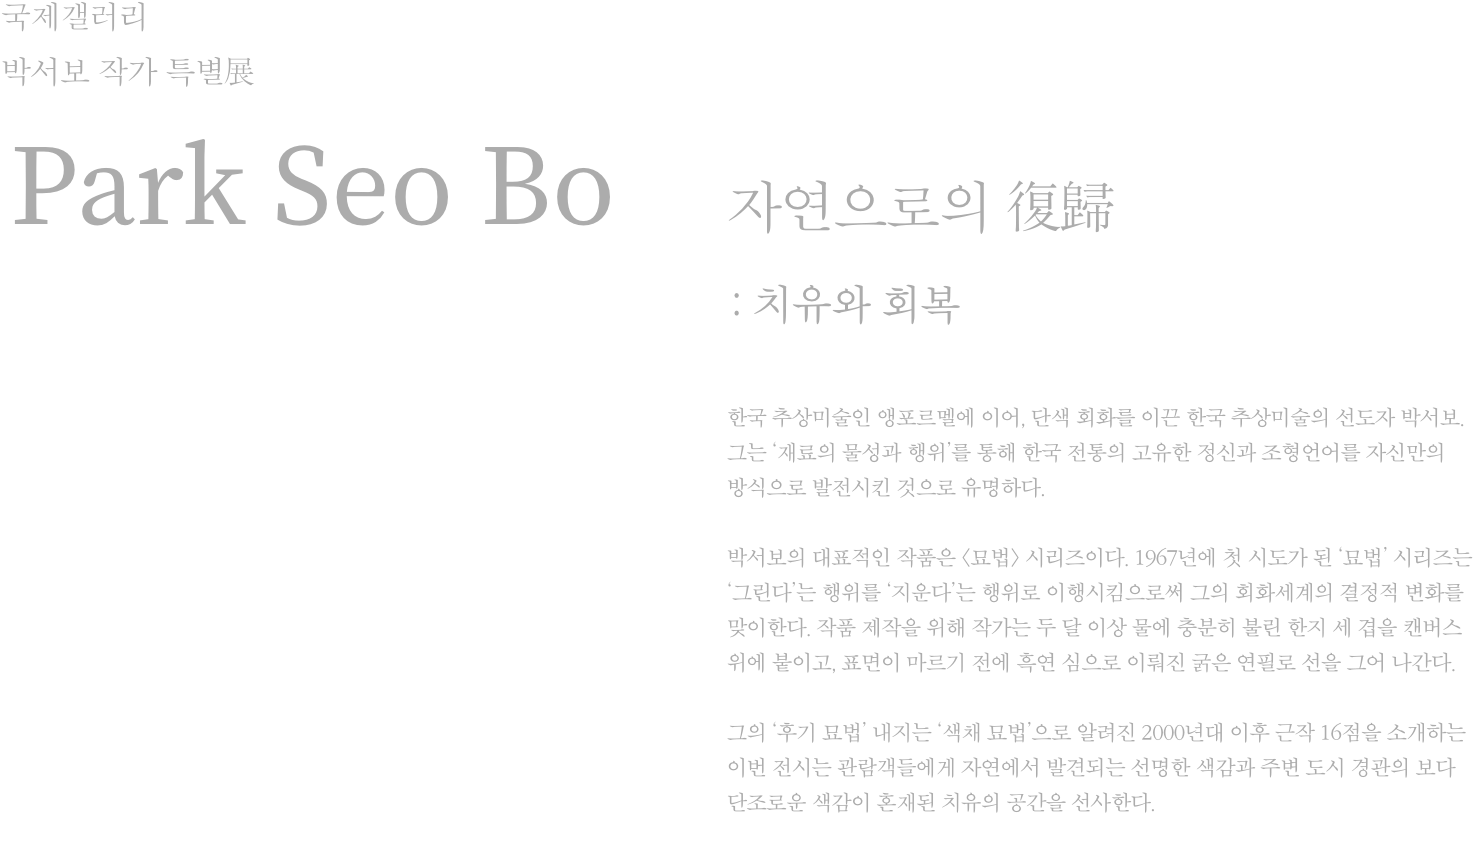 국제갤러리
박서보 작가 특별展
Park Seo Bo
자연으로의 復歸
: 치유와 회복
한국 추상미술인 앵포르멜에 이어, 단색 회화를 이끈 한국 추상미술의 선도자 박서보.
그는 ‘재료의 물성과 행위’를 통해 한국 전통의 고유한 정신과 조형언어를 자신만의
방식으로 발전시킨 것으로 유명하다.
박서보의 대표적인 작품은 〈묘법〉 시리즈이다. 1967년에 첫 시도가 된 ‘묘법’ 시리즈는
‘그린다’는 행위를 ‘지운다’는 행위로 이행시킴으로써 그의 회화세계의 결정적 변화를
맞이한다. 작품 제작을 위해 작가는 두 달 이상 물에 충분히 불린 한지 세 겹을 캔버스
위에 붙이고, 표면이 마르기 전에 흑연 심으로 이뤄진 굵은 연필로 선을 그어 나간다.
그의 ‘후기 묘법’ 내지는 ‘색채 묘법’으로 알려진 2000년대 이후 근작 16점을 소개하는
이번 전시는 관람객들에게 자연에서 발견되는 선명한 색감과 주변 도시 경관의 보다
단조로운 색감이 혼재된 치유의 공간을 선사한다.